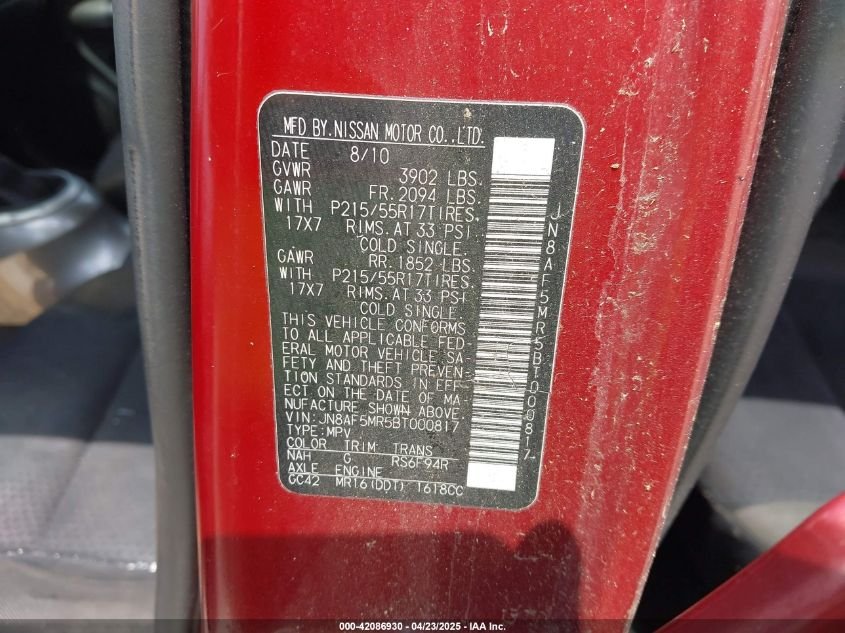 MFD BY.NISSAN MOTOR CO.,LTD.
DATE 8/10
GVWR 3902 LBS.
GAWR FR. 2094 LBS.
WITH P215/55R17TIRES.
17X7 RIMS. AT 33 PSI
COLD SINGLE.
GAWR RR. 1852 LBS.
WITH P215/55R17TIRES.
17X7 RIMS. AT 33 PSI
COLD SINGLE.
THIS VEHICLE CONFORMS
TO ALL APPLICABLE FED-
ERAL MOTOR VEHICLE SA-
FETY AND THEFT PREVEN-
TION STANDARDS IN EFF
ECT ON THE DATE OF MA-
NUFACTURE SHOWN ABOVE.
VIN:JN8AF5MR5BT000817
TYPE:MPV
COLOR TRIM TRANS
NAH G RS6F94R
AXLE ENGINE
GC42 MR16(DDT) 1618CC
JN8AF5MR5BT000817
000-42086930 - 04/23/2025 - IAA Inc.